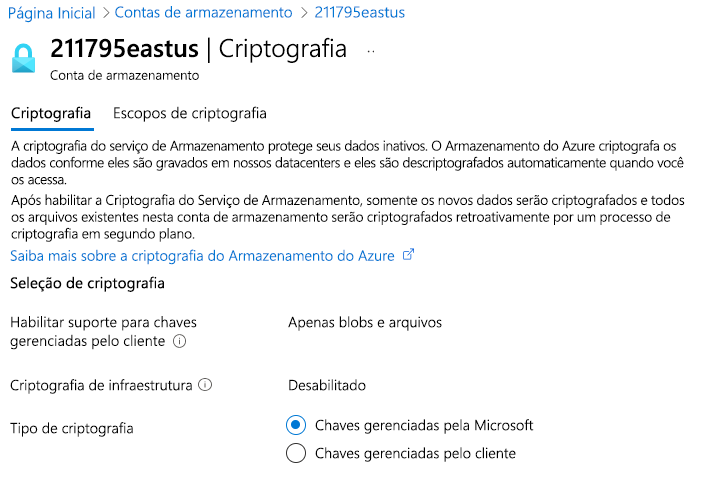 Página Inicial > Contas de armazenamento > 211795eastus
211795eastus | Criptografia ..
Conta de armazenamento
Criptografia Escopos de criptografia
A criptografia do serviço de Armazenamento protege seus dados inativos. O Armazenamento do Azure criptografa os
dados conforme eles são gravados em nossos datacenters e eles são descriptografados automaticamente quando você
os acessa.
Após habilitar a Criptografia do Serviço de Armazenamento, somente os novos dados serão criptografados e todos
os arquivos existentes nesta conta de armazenamento serão criptografados retroativamente por um processo de
criptografia em segundo plano.
Saiba mais sobre a criptografia do Armazenamento do Azure
Seleção de criptografia
Habilitar suporte para chaves
gerenciadas pelo cliente
Apenas blobs e arquivos
Criptografia de infraestrutura Desabilitado
Tipo de criptografia
Chaves gerenciadas pela Microsoft
Chaves gerenciadas pelo cliente